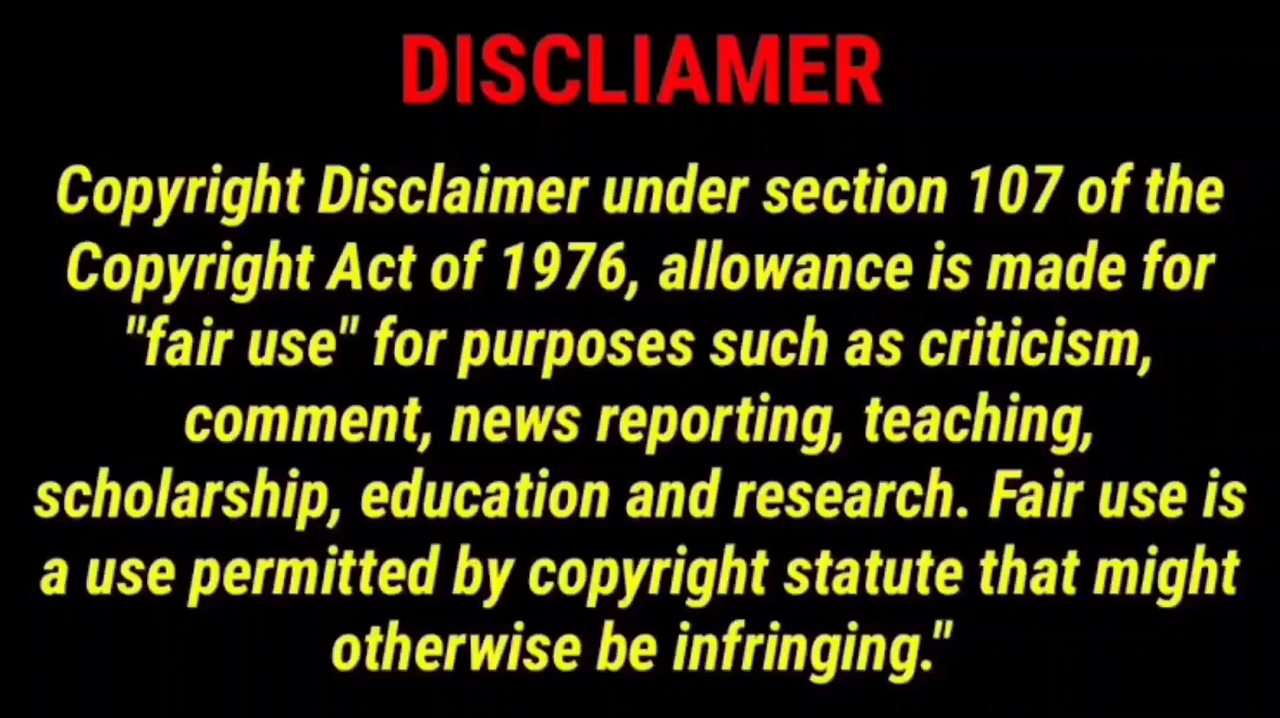 DISCLIAMER
Copyright Disclaimer under section 107 of the
Copyright Act of 1976, allowance is made for
"fair use" for purposes such as criticism,
comment, news reporting, teaching,
scholarship, education and research. Fair use is
a use permitted by copyright statute that might
otherwise be infringing."